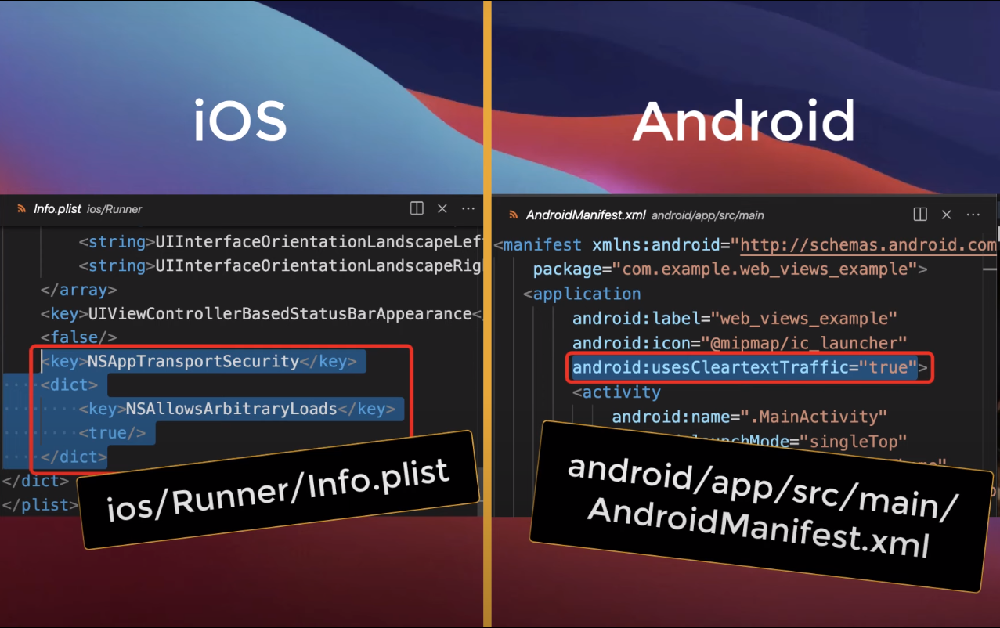 iOS
Info.plist ios/Runner
<string>UIInterfaceOrientationLandscapeLef
<string>UIInterfaceOrientationLandscapeRig
</array>
<key>UIViewControllerBasedStatusBarAppearance<
<false/>
<key>NSAppTransportSecurity</key>
<dict>
<key>NSAllowsArbitraryLoads</key>
<true/>
</dict>
</dict>
</plist>
ios/Runner/Info.plist
Android
AndroidManifest.xml android/app/src/main
<manifest xmlns:android="http://schemas.android.com
package="com.example.web_views_example">
<application
android:label="web_views_example"
android:icon="@mipmap/ic_launcher"
android:usesCleartextTraffic="true">
<activity
android:name=".MainActivity"
unchMode="singleTop"
android/app/src/main/
AndroidManifest.xml